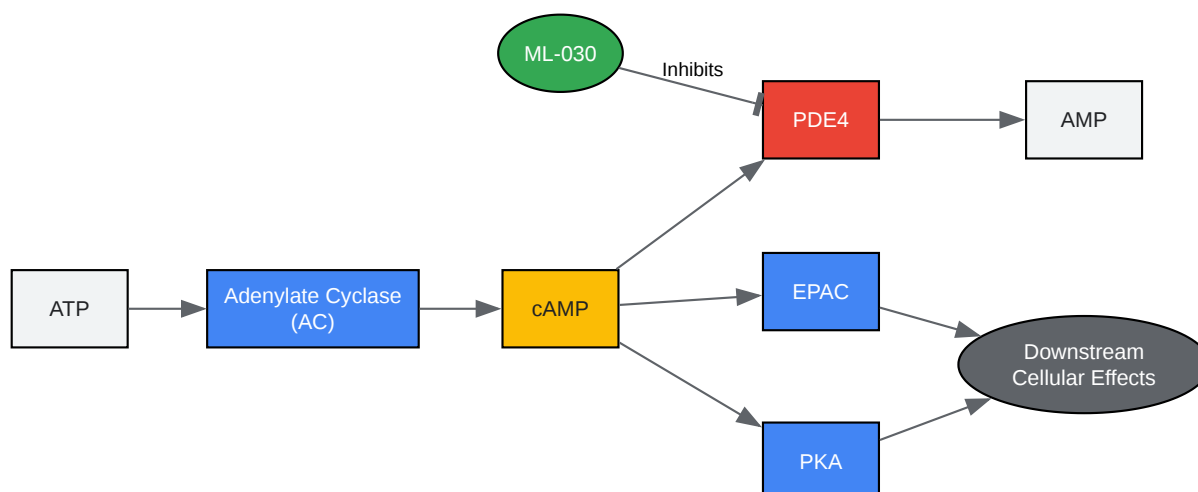 ML-030
Inhibits
PDE4
AMP
ATP
Adenylate Cyclase
(AC)
cAMP
EPAC
Downstream
Cellular Effects
PKA